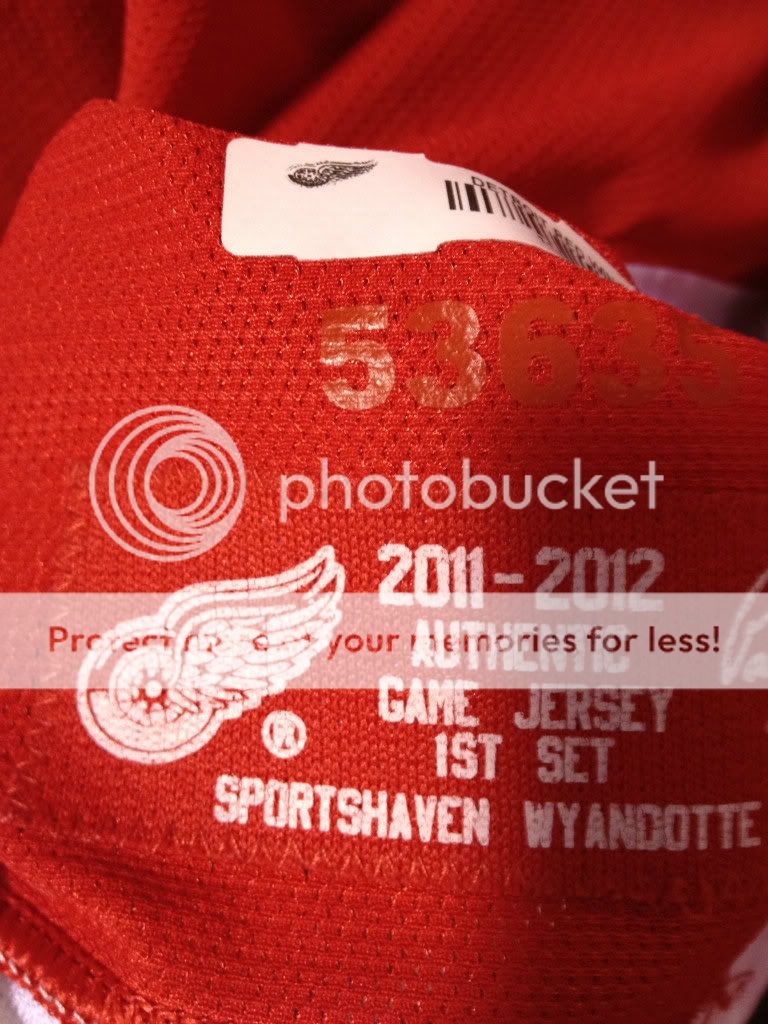 53635
photobucket
2011-2012
Protect more of your memories for less!
AUTHENTIC
GAME JERSEY
1ST SET
SPORTSHAVEN WYANDOTTE